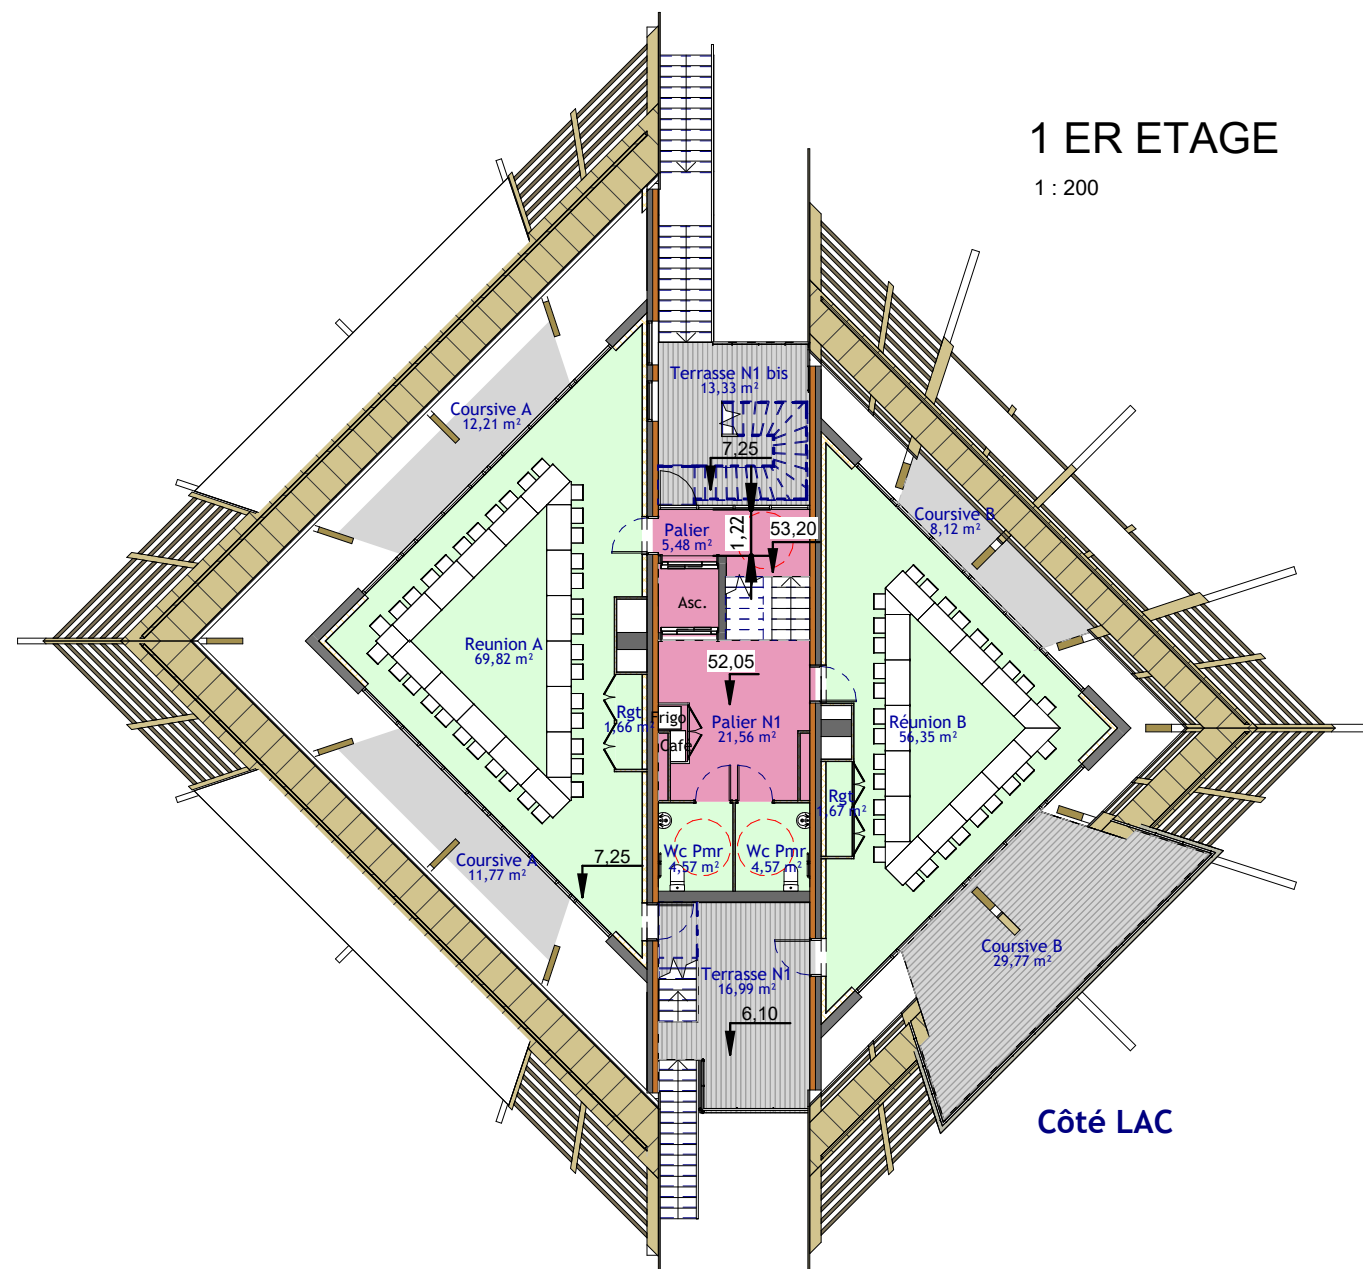 1 ER ETAGE
1 : 200
Terrasse N1 bis
13,33 m²
Coursive A
12,21 m²
7,25
Coursive B
8,12 m²
Palier
5,48 m²
1,22
53,20
Asc.
Reunion A
69,82 m²
52,05
Rgt
1,66 m²
Frigo
Café
Palier N1
21,56 m²
Réunion B
56,35 m²
Rgt
1,67 m²
Wc Pmr
4,57 m²
Wc Pmr
4,57 m²
Coursive A
11,77 m²
7,25
Coursive B
29,77 m²
Terrasse N1
16,99 m²
6,10
Côté LAC